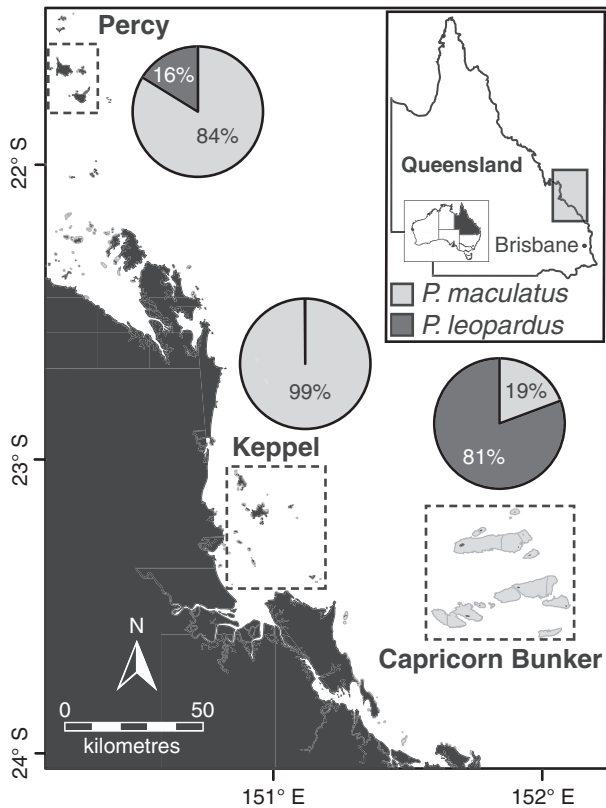 Percy
16%
84%
Queensland
Brisbane
P. maculatus
P. leopardus
22° S
99%
19%
81%
Keppel
23° S
Capricorn Bunker
N
0 50
kilometres
24° S
151° E 152° E